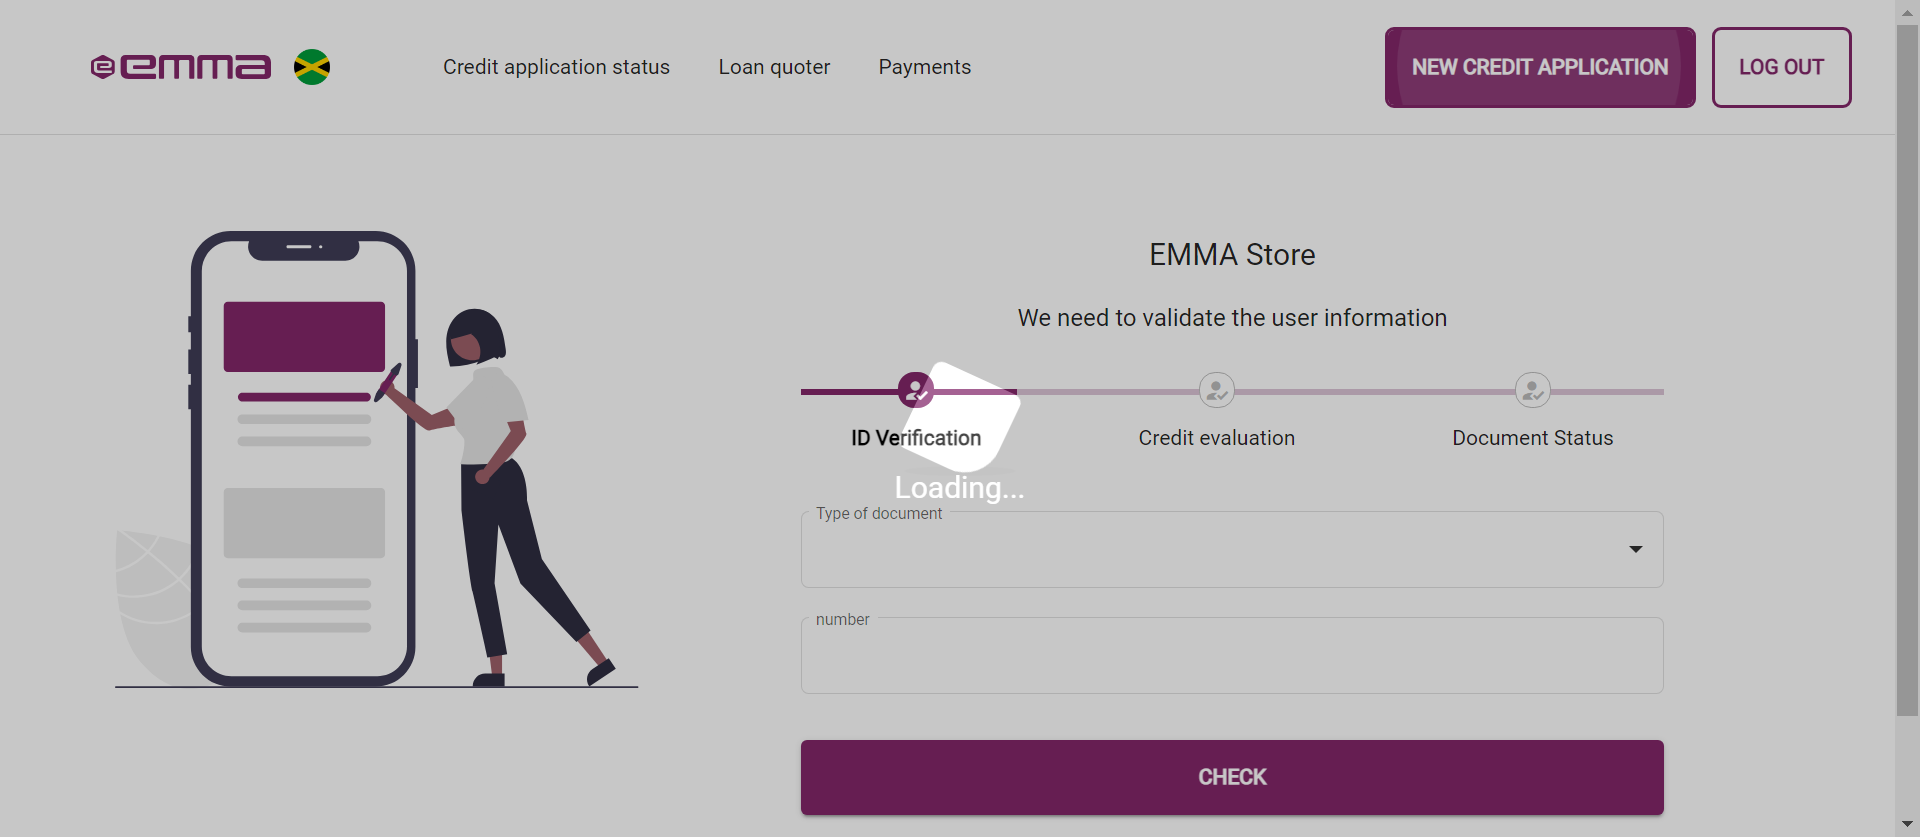 emma
Credit application status
Loan quoter
Payments
NEW CREDIT APPLICATION
LOG OUT
EMMA Store
We need to validate the user information
ID Verification
Credit evaluation
Document Status
Loading...
Type of document
number
CHECK